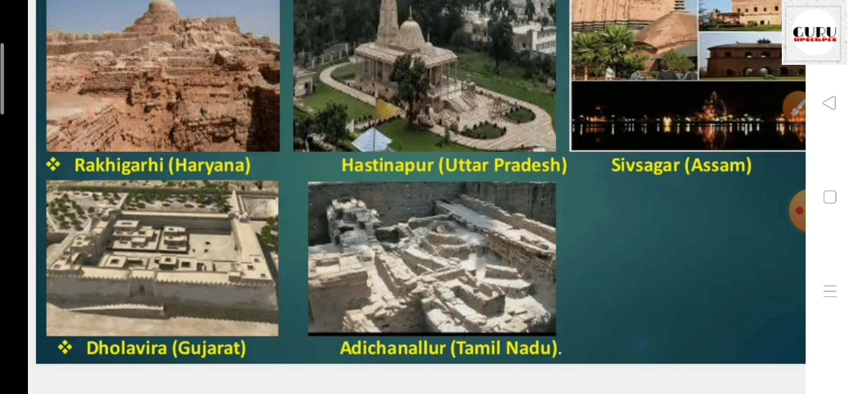 GURU
❖ Rakhigarhi (Haryana) Hastinapur (Uttar Pradesh) Sivsagar (Assam)
❖ Dholavira (Gujarat) Adichanallur (Tamil Nadu).